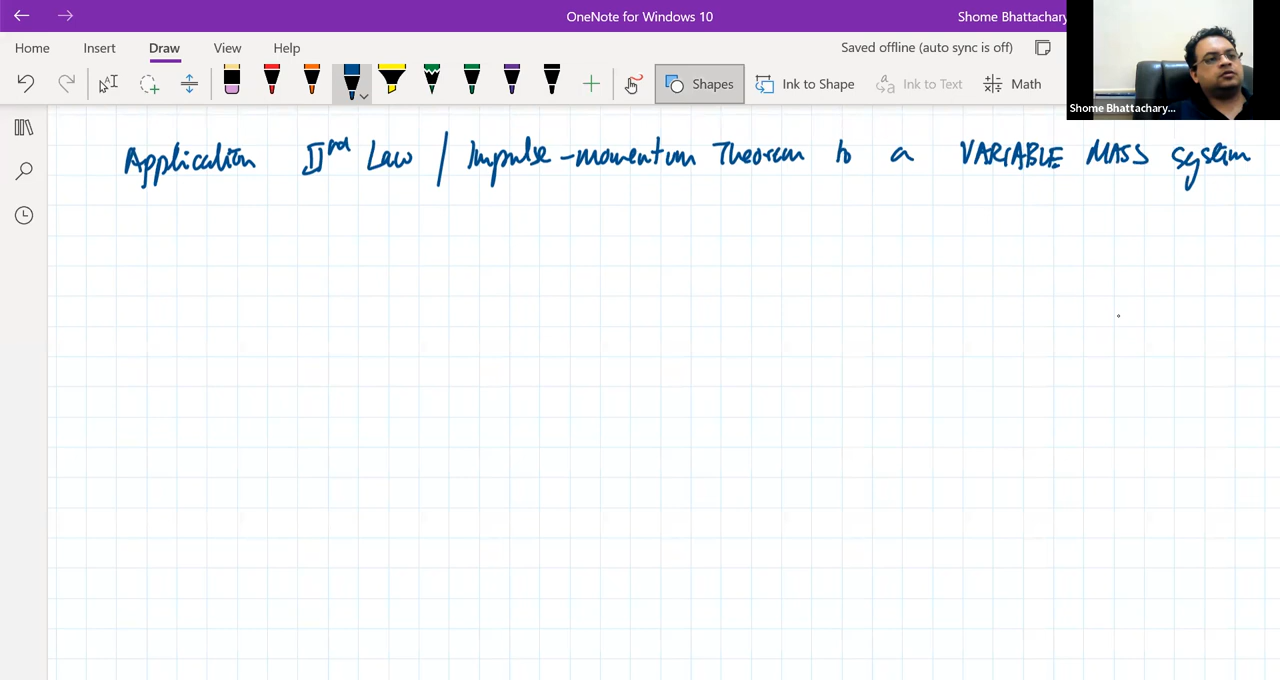 OneNote for Windows 10
Shome Bhattachary
Home Insert Draw View Help
Saved offline (auto sync is off)
Shapes Ink to Shape Ink to Text Math
Shome Bhattachary...
Application IInd Law / Impulse-momentum Theorem to a VARIABLE MASS system